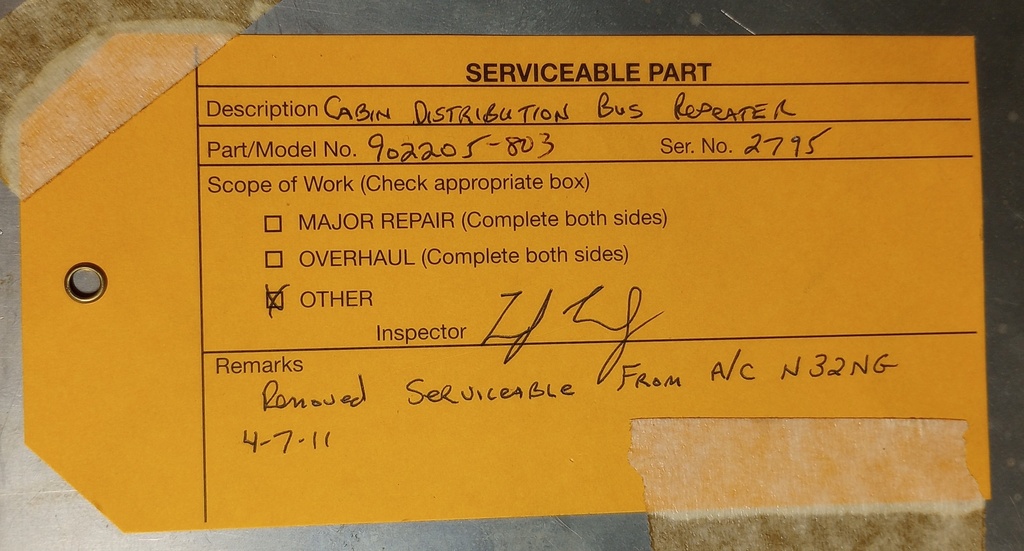 SERVICEABLE PART
Description CABIN DISTRIBUTION BUS REPEATER
Part/Model No. 902205-803 Ser. No. 2795
Scope of Work (Check appropriate box)
MAJOR REPAIR (Complete both sides)
OVERHAUL (Complete both sides)
OTHER
Inspector
Remarks
Removed SERVICEABLE FROM A/C N32NG
4-7-11